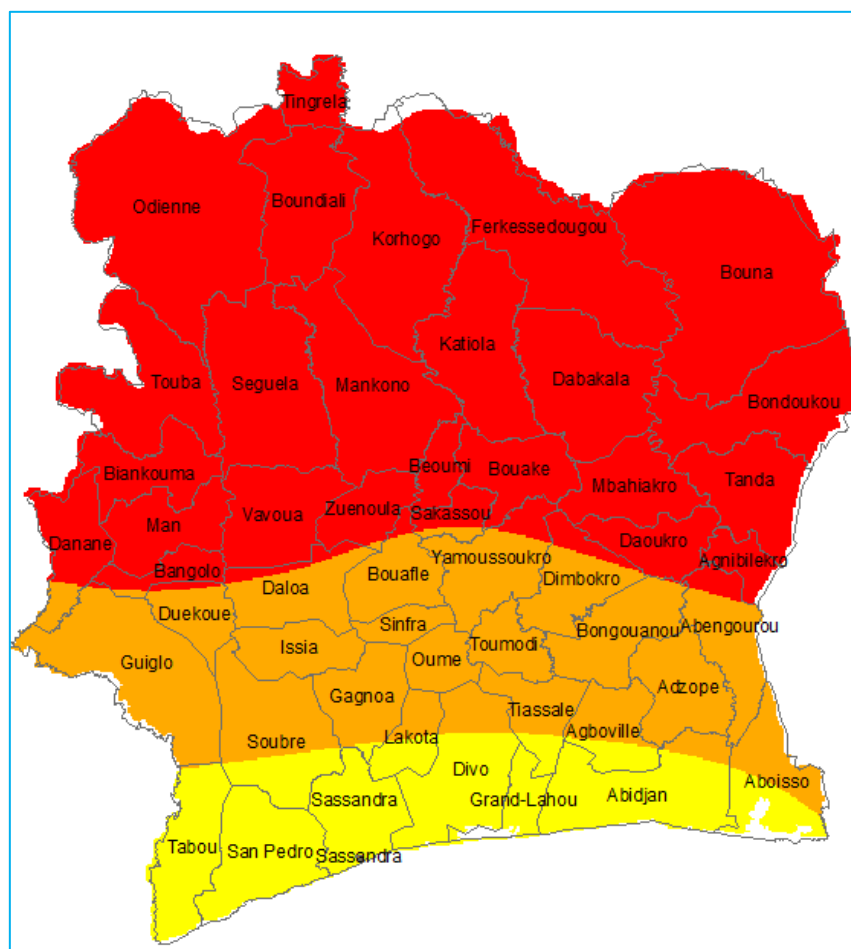 Tingrela
Odienne
Boundiali
Korhogo
Ferkessedougou
Bouna
Katiola
Touba
Seguela
Mankono
Dabakala
Bondoukou
Biankouma
Beoumi
Bouake
Mbahiakro
Tanda
Man
Vavoua
Zuenoula
Sakassou
Danane
Daoukro
Agnibilekro
Bangolo
Yamoussoukro
Bouafle
Dimbokro
Daloa
Duekoue
Sinfra
Bongouanou
Abengourou
Issia
Toumodi
Guiglo
Oume
Adzope
Gagnoa
Tiassale
Agboville
Soubre
Lakota
Divo
Aboisso
Sassandra
Grand-Lahou
Abidjan
Tabou
San Pedro
Sassandra